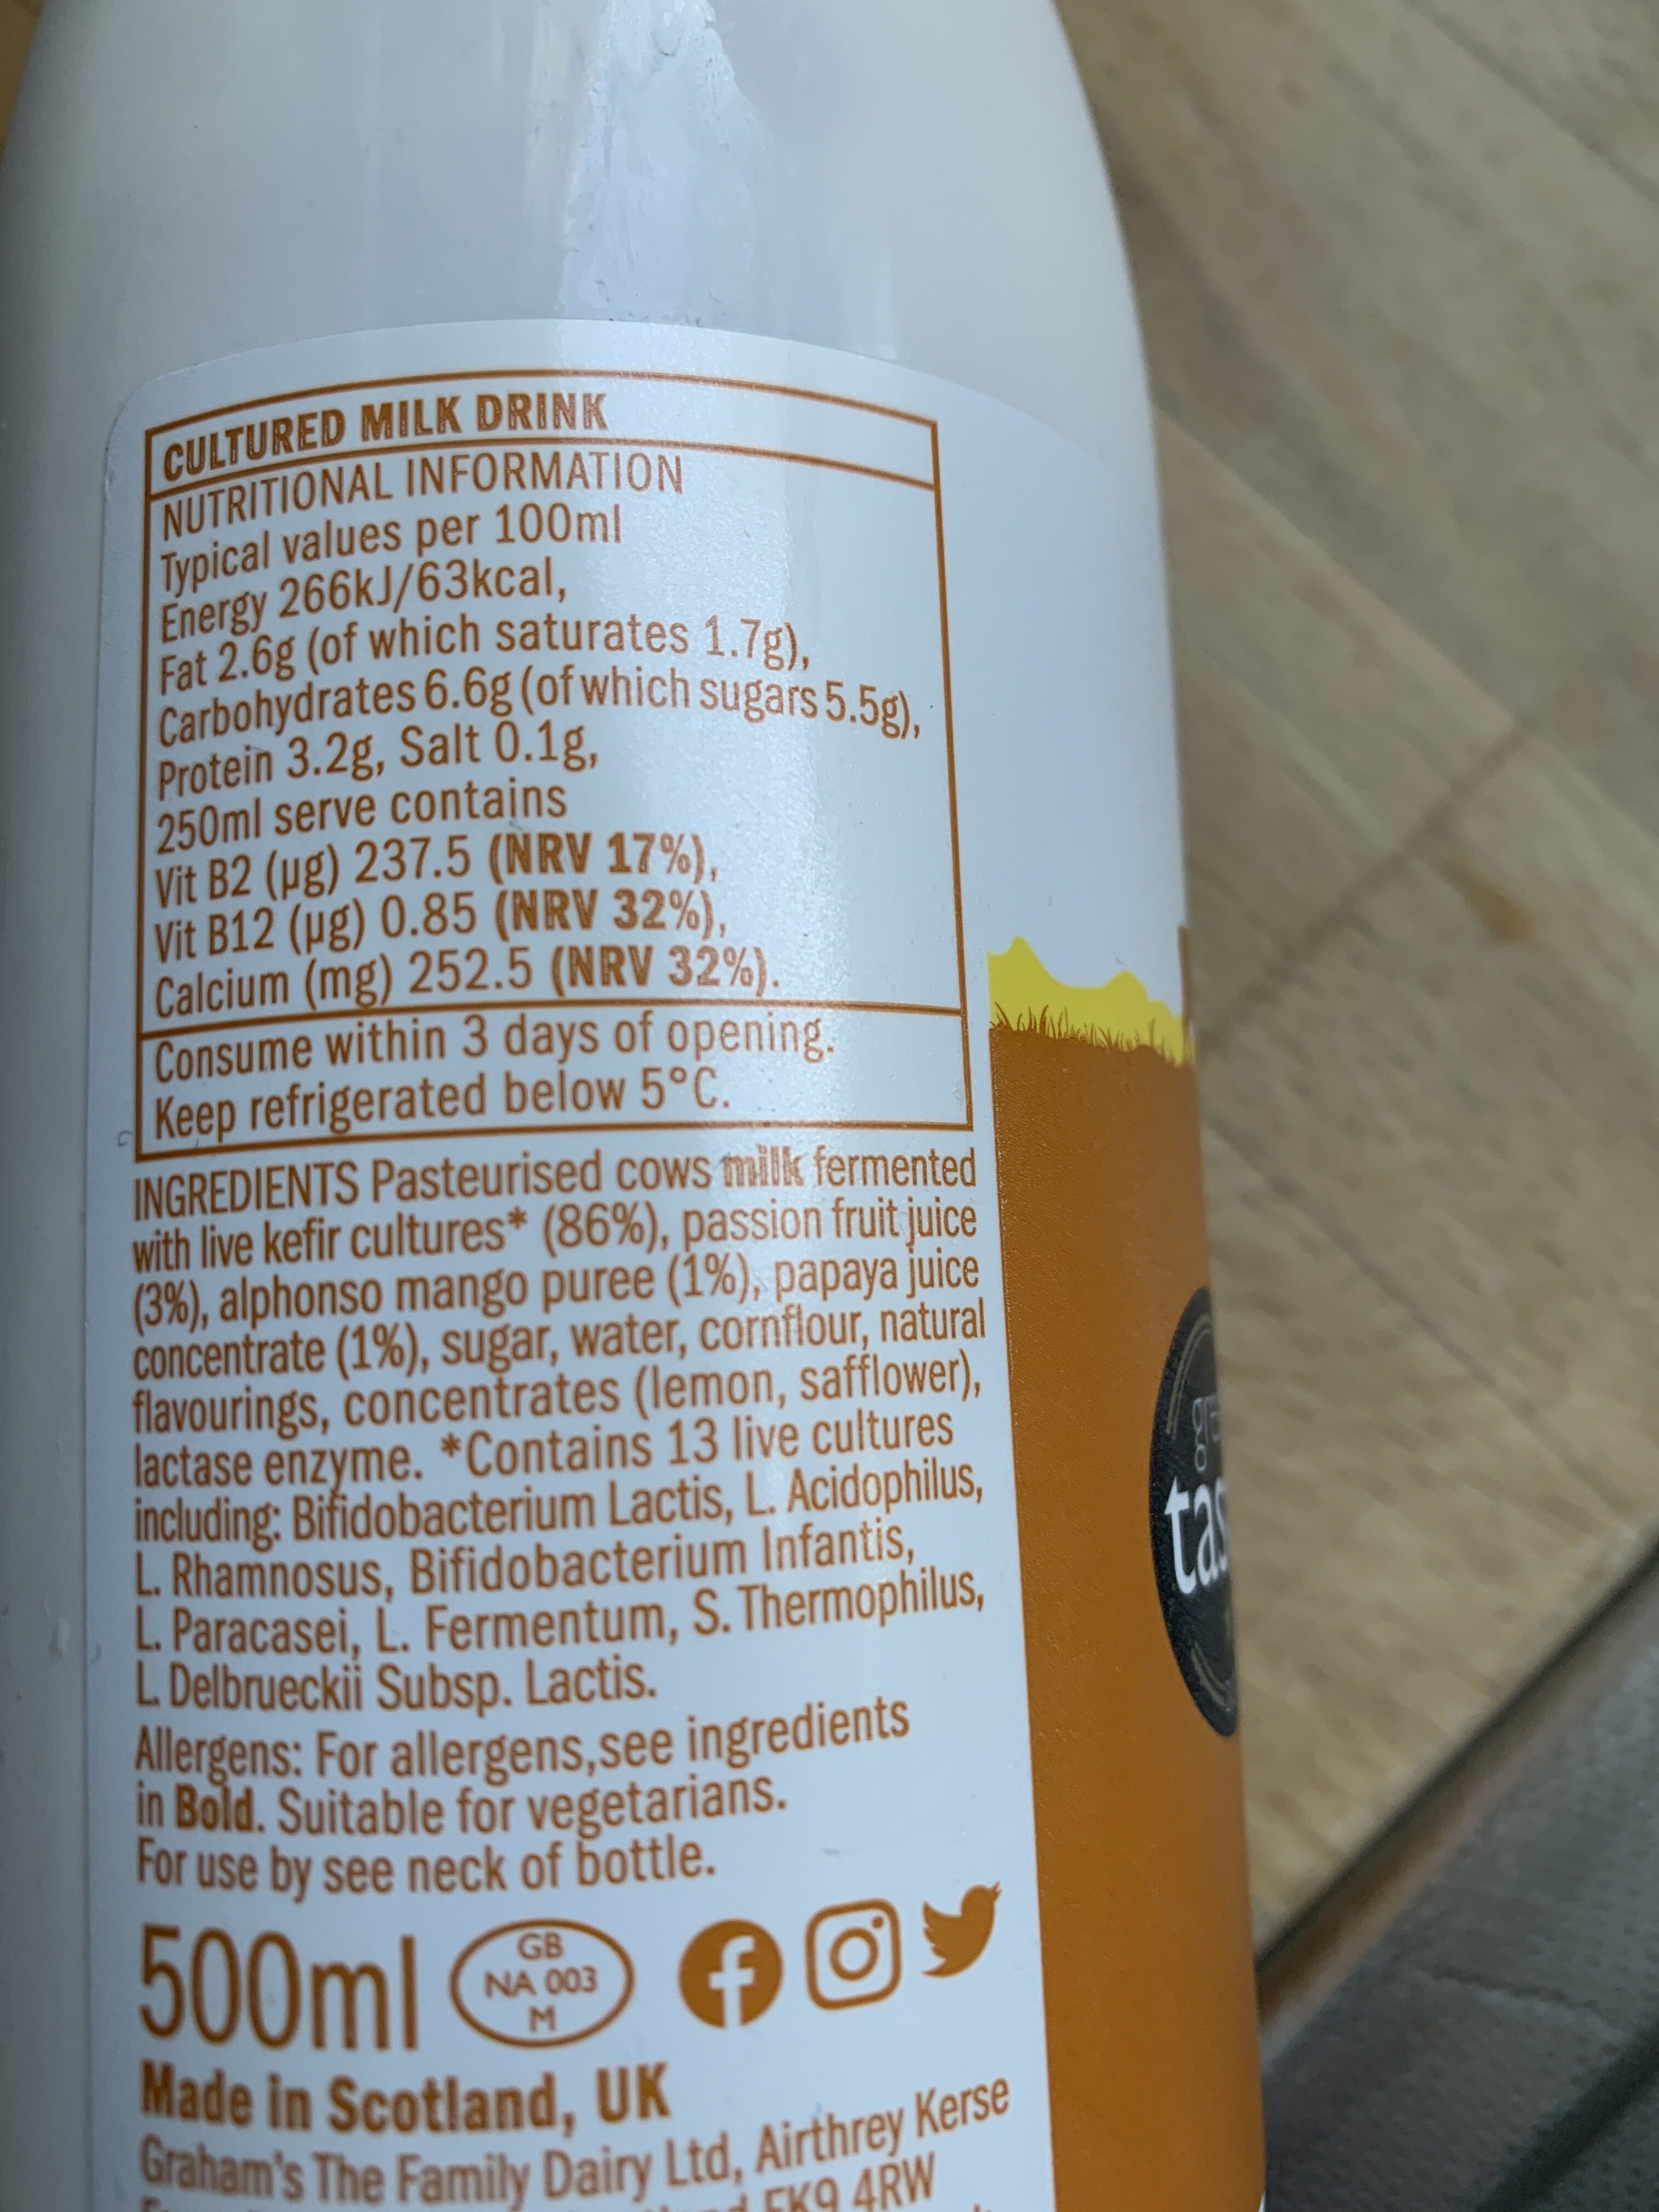 CULTURED MILK DRINK
NUTRITIONAL INFORMATION
Typical values per 100ml
Energy 266kJ/63kcal,
Fat 2.6g (of which saturates 1.7g),
Carbohydrates 6.6g (of which sugars 5.5g),
Protein 3.2g, Salt 0.1g,
250ml serve contains
Vit B2 (µg) 237.5 (NRV 17%),
Vit B12 (µg) 0.85 (NRV 32%),
Calcium (mg) 252.5 (NRV 32%).
Consume within 3 days of opening.
Keep refrigerated below 5°C.
INGREDIENTS Pasteurised cows milk fermented
with live kefir cultures* (86%), passion fruit juice
(3%), alphonso mango puree (1%), papaya juice
concentrate (1%), sugar, water, cornflour, natural
flavourings, concentrates (lemon, safflower),
lactase enzyme. *Contains 13 live cultures
including: Bifidobacterium Lactis, L. Acidophilus,
L. Rhamnosus, Bifidobacterium Infantis,
L. Paracasei, L. Fermentum, S. Thermophilus,
L. Delbrueckii Subsp. Lactis.
Allergens: For allergens,see ingredients
in Bold. Suitable for vegetarians.
For use by see neck of bottle.
500ml
GB
NA 003
M
Made in Scotland, UK
Graham's The Family Dairy Ltd, Airthrey Kerse
FK9 4RW